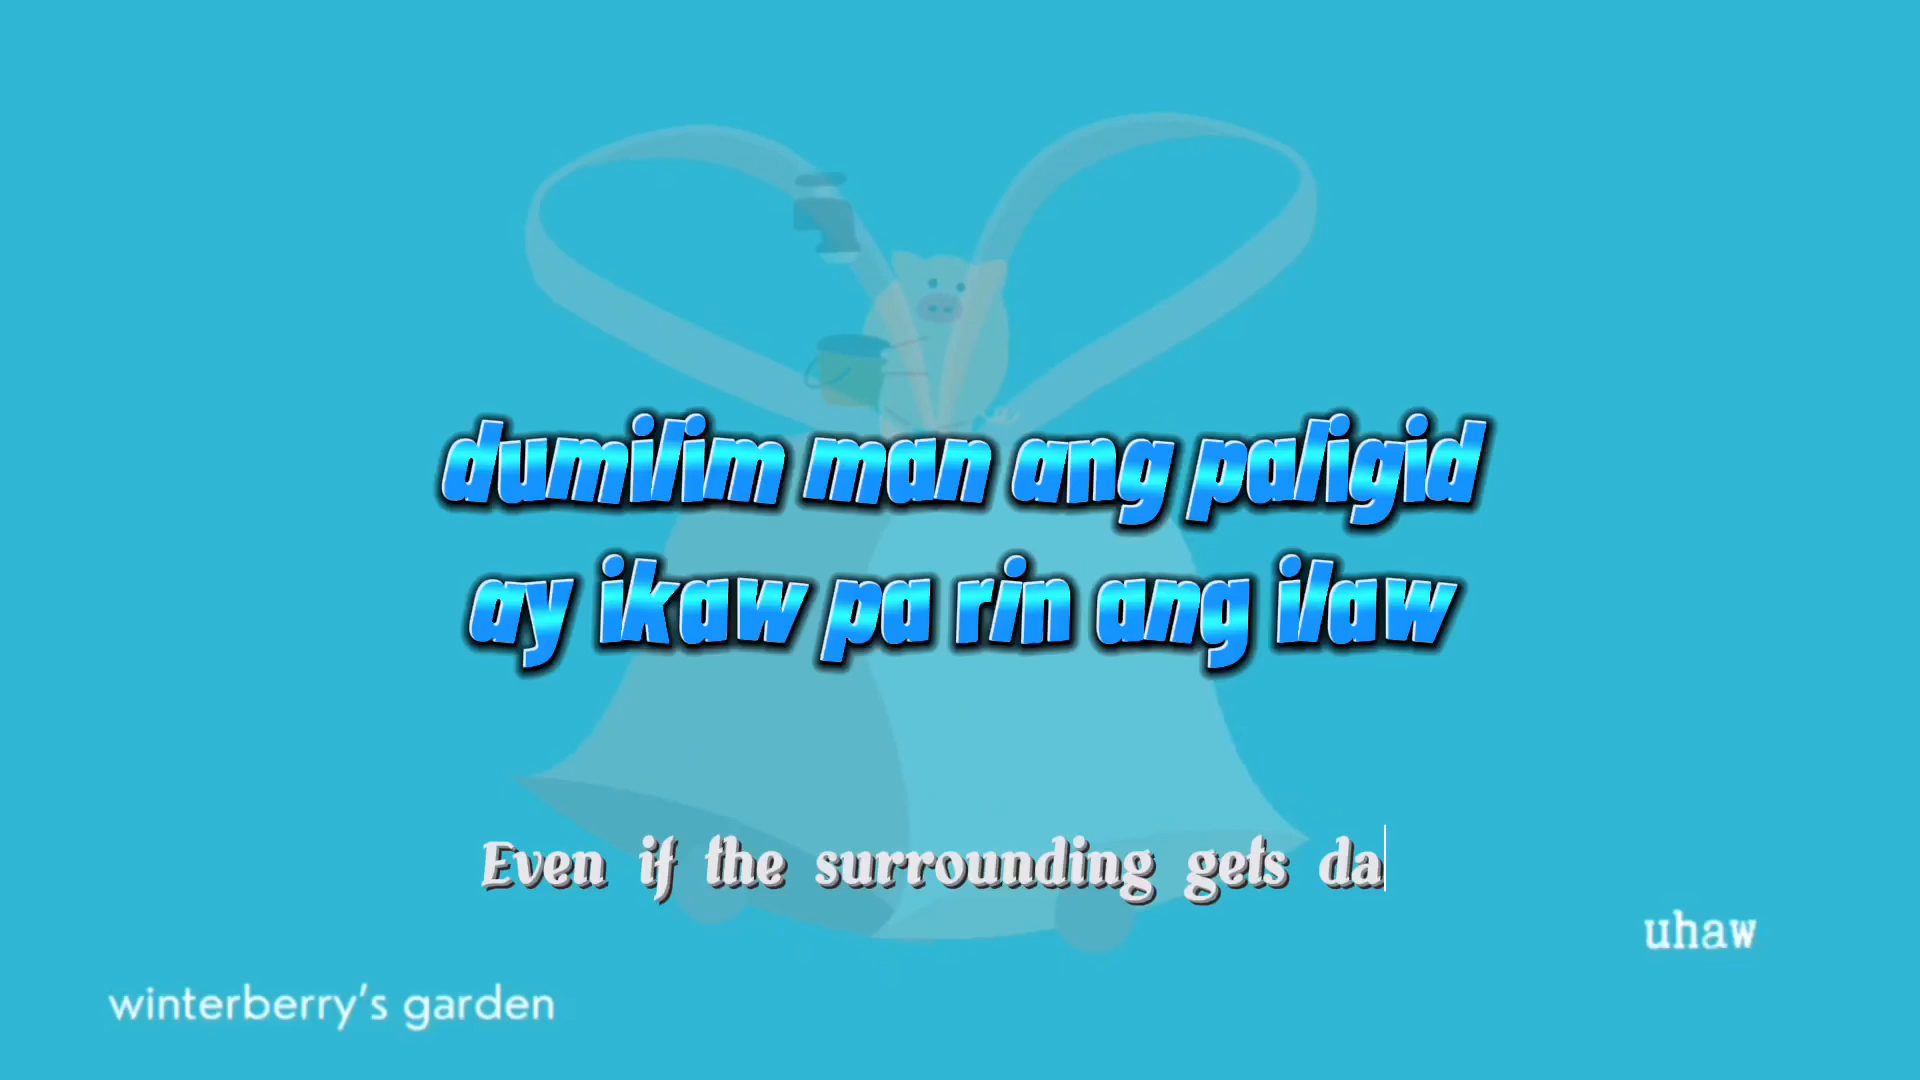 dumilim man ang paligid
ay ikaw pa rin ang ilaw
Even if the surrounding gets da
uhaw
winterberry's garden